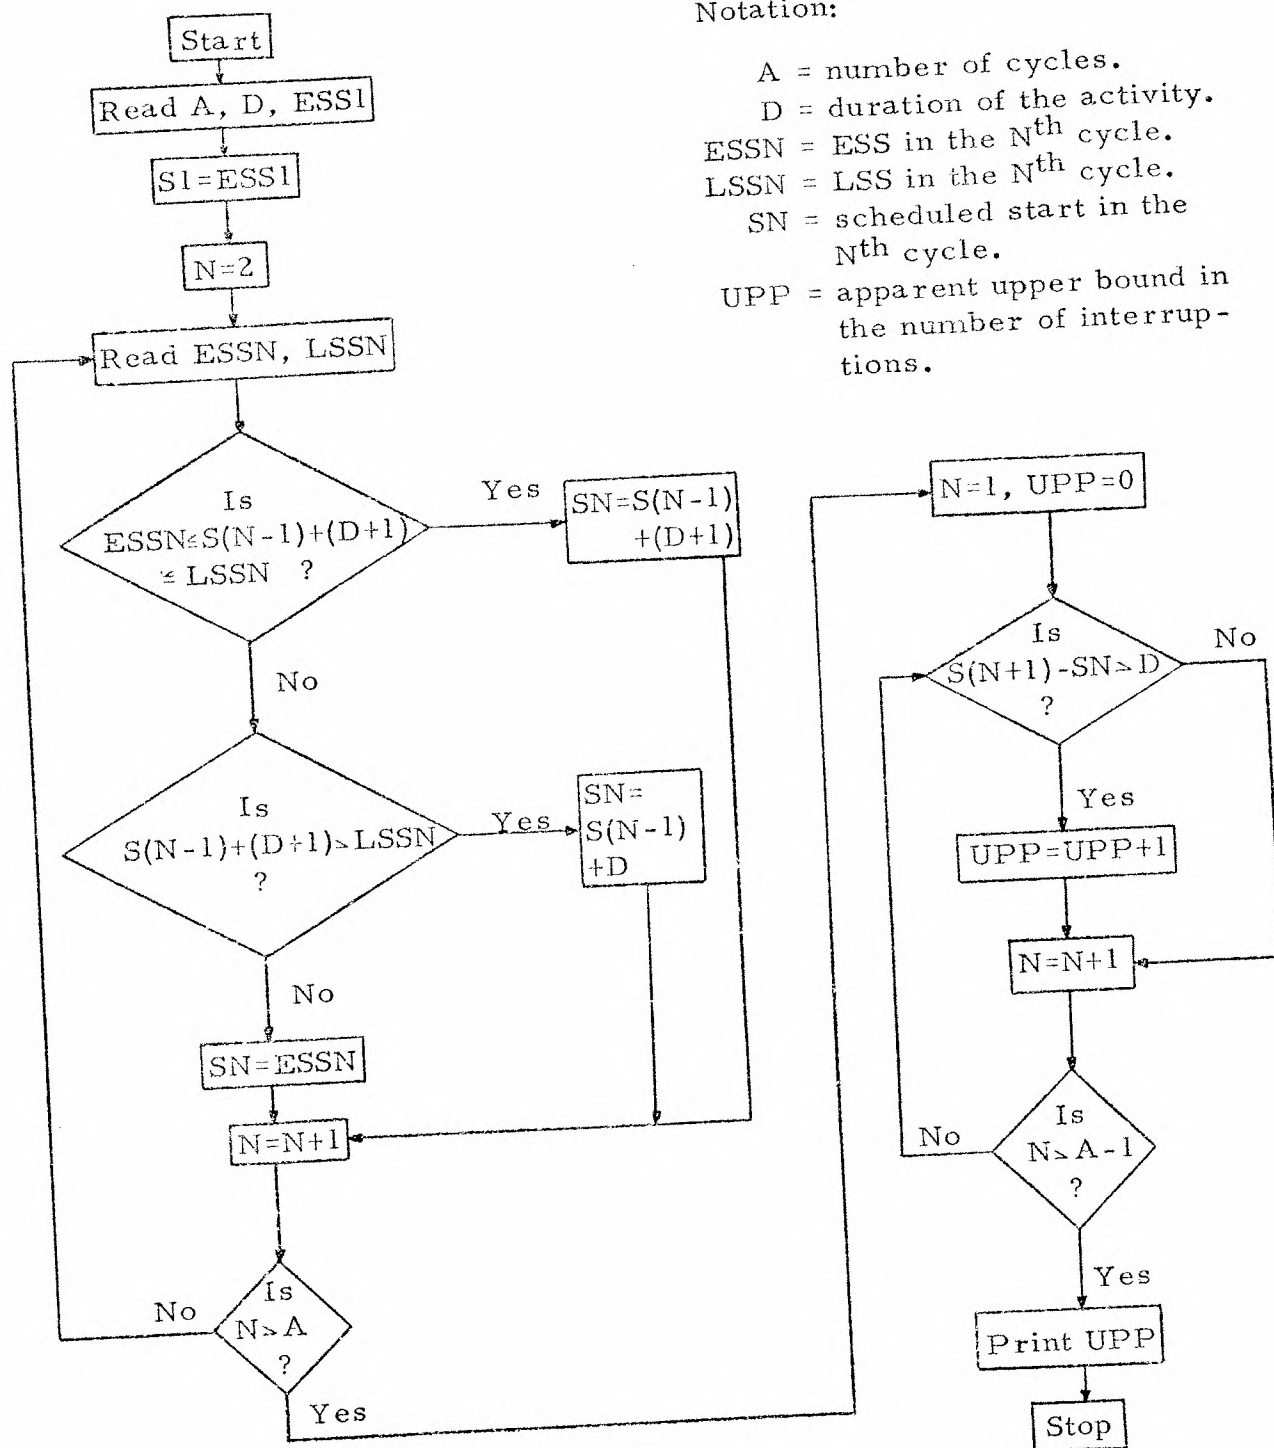 Notation:
A = number of cycles.
D = duration of the activity.
ESSN = ESS in the Nth cycle.
LSSN = LSS in the Nth cycle.
SN = scheduled start in the
Nth cycle.
UPP = apparent upper bound in
the number of interrup-
tions.
Start
Read A, D, ESS1
S1=ESS1
N=2
Read ESSN, LSSN
Is
ESSN≤S(N-1)+(D+1)
≤ LSSN ?
Yes
SN=S(N-1)
+(D+1)
No
Is
S(N-1)+(D+1)>LSSN
?
Yes
SN=
S(N-1)
+D
No
SN=ESSN
N=N+1
Is
N>A
?
No
Yes
N=1, UPP=0
Is
S(N+1)-SN>D
?
No
Yes
UPP=UPP+1
N=N+1
Is
N>A-1
?
No
Yes
Print UPP
Stop